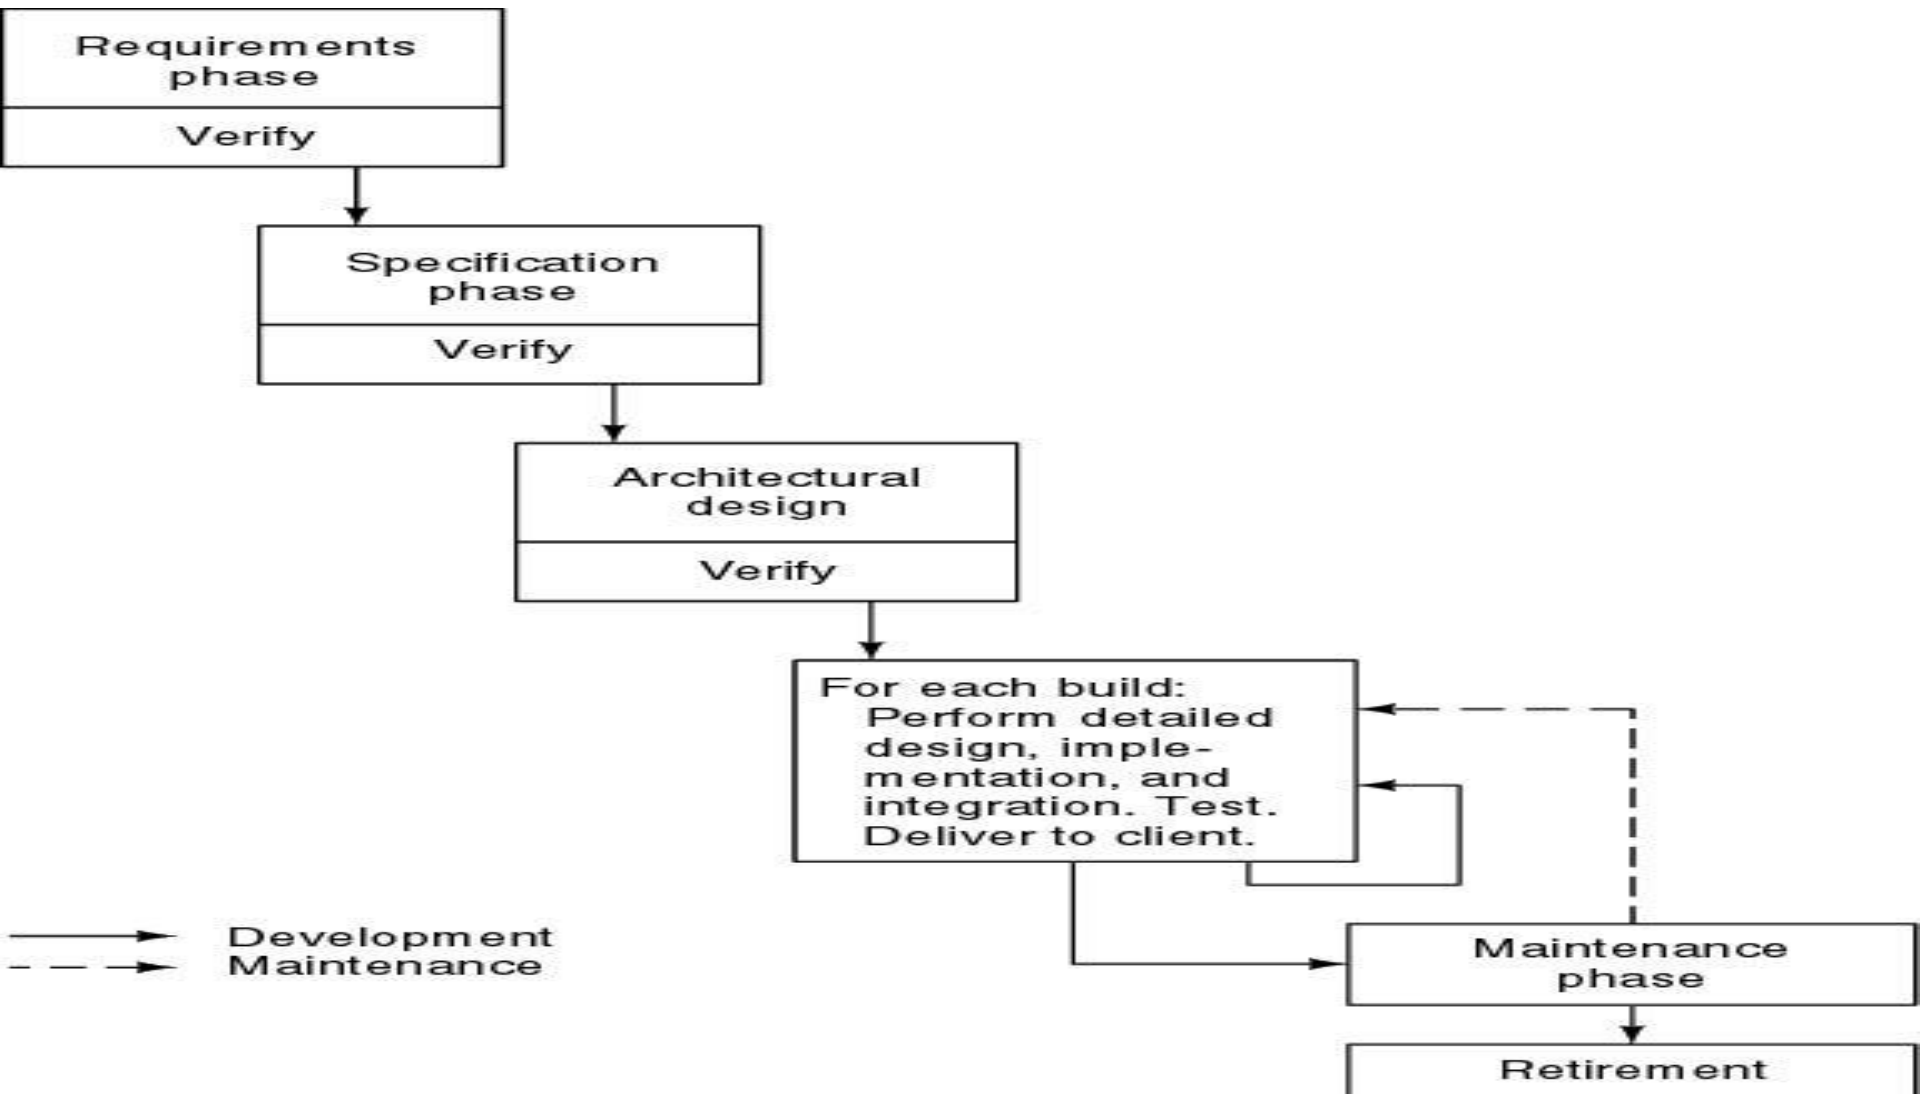 Requirements
phase
Verify
Specification
phase
Verify
Architectural
design
Verify
For each build:
Perform detailed
design, imple-
mentation, and
integration. Test.
Deliver to client.
Development
Maintenance
Maintenance
phase
Retirement